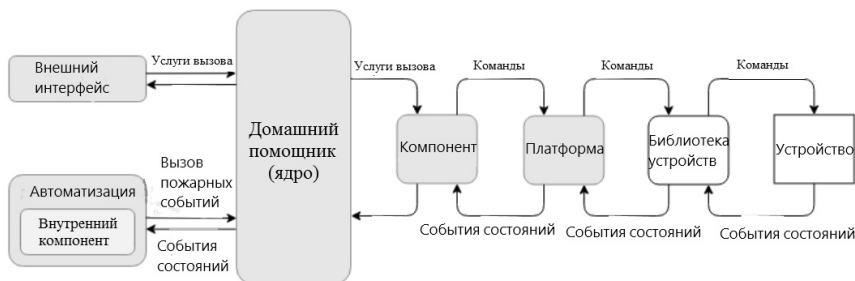 Внешний
интерфейс
Услуги вызова
Автоматизация
Внутренний
компонент
Вызов
пожарных
событий
События
состояний
Домашний
помощник
(ядро)
Услуги вызова
Компонент
Команды
Платформа
Команды
Библиотека
устройств
Команды
Устройство
События состояний
События состояний
События состояний